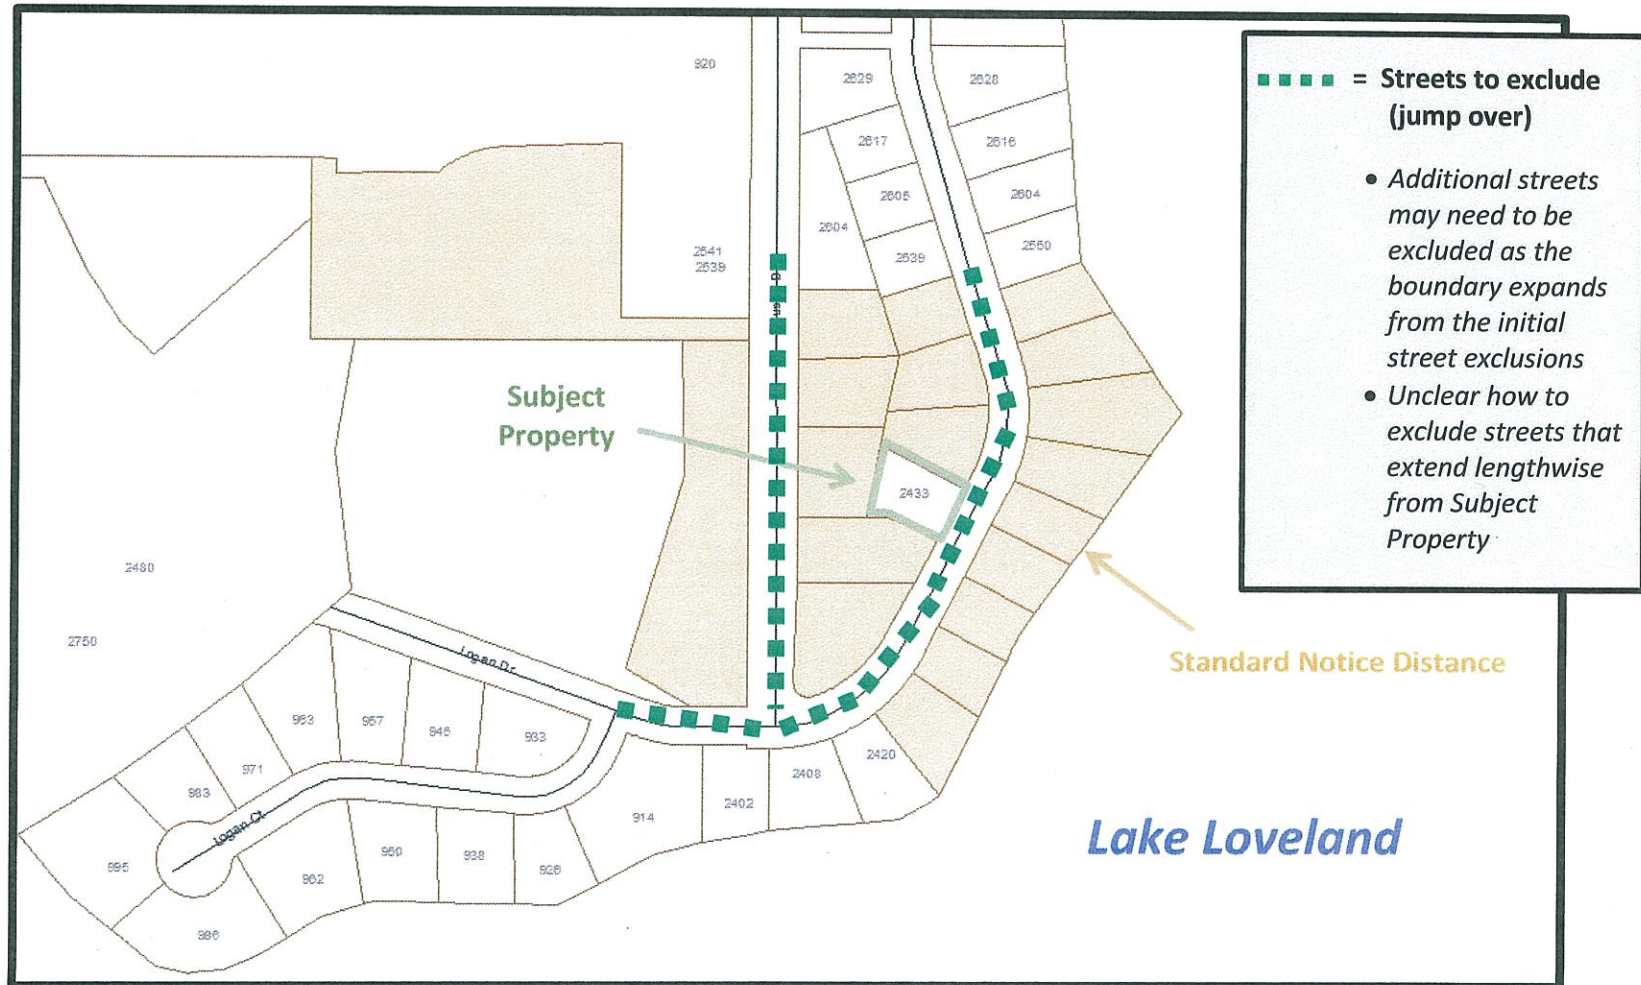 = Streets to exclude
(jump over)
• Additional streets
may need to be
excluded as the
boundary expands
from the initial
street exclusions
• Unclear how to
exclude streets that
extend lengthwise
from Subject
Property
920
2629
2628
2617
2616
2605
2604
2604
2541
2539
2539
2550
Subject
Property
2433
2480
2750
Logan Dr
Standard Notice Distance
963
957
945
933
971
983
2420
2408
2402
914
Logan Ct
995
950
938
926
962
986
Lake Loveland